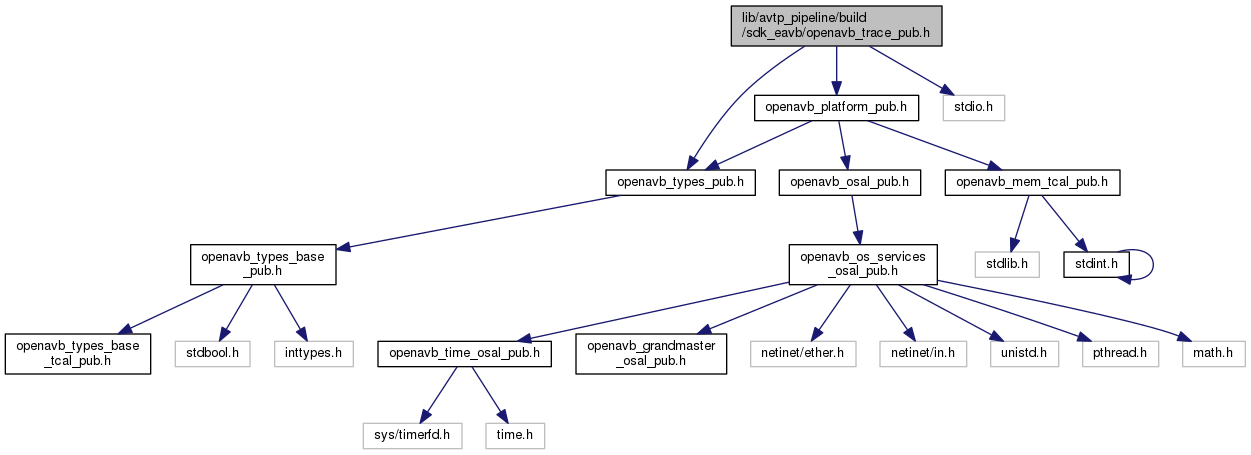 lib/avtp_pipeline/build
/sdk_eavb/openavb_trace_pub.h
openavb_platform_pub.h
stdio.h
openavb_types_pub.h
openavb_osal_pub.h
openavb_mem_tcal_pub.h
openavb_types_base
_pub.h
openavb_os_services
_osal_pub.h
stdlib.h
stdint.h
openavb_types_base
_tcal_pub.h
stdbool.h
inttypes.h
openavb_time_osal_pub.h
openavb_grandmaster
_osal_pub.h
netinet/ether.h
netinet/in.h
unistd.h
pthread.h
math.h
sys/timerfd.h
time.h